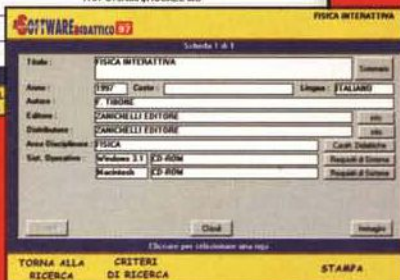 SOFTWARE DIDATTICO 97
FISICA INTERATTIVA
Scheda 1 di 1
Titolo : FISICA INTERATTIVA
Sommario
Anno : 1997 Costo : Lingua : ITALIANO
Autore : F. TIBONE
Editore : ZANICHELLI EDITORE info
Distributore : ZANICHELLI EDITORE info
Area Disciplinare : FISICA Caratt. Didattiche
Sist. Operativo : Windows 3.1 CD-ROM Requisiti di Sistema
Macintosh CD-ROM Requisiti di Sistema
Chiudi Immagini
Cliccare per selezionare una riga
TORNA ALLA RICERCA
CRITERI DI RICERCA
STAMPA